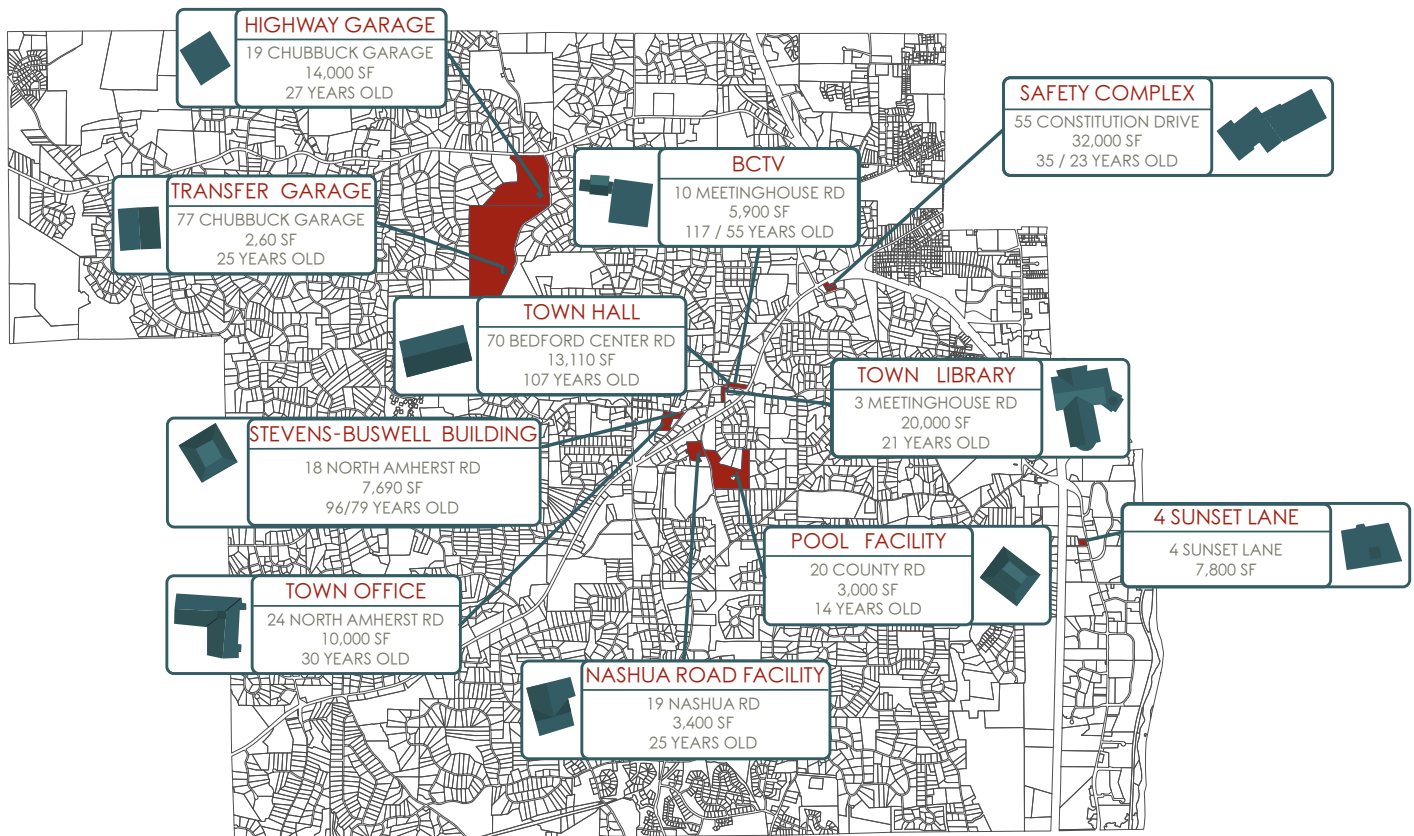 HIGHWAY GARAGE
19 CHUBBUCK GARAGE
14,000 SF
27 YEARS OLD
SAFETY COMPLEX
55 CONSTITUTION DRIVE
32,000 SF
35 / 23 YEARS OLD
BCTV
10 MEETINGHOUSE RD
5,900 SF
117 / 55 YEARS OLD
TRANSFER GARAGE
77 CHUBBUCK GARAGE
2,60 SF
25 YEARS OLD
TOWN HALL
70 BEDFORD CENTER RD
13,110 SF
107 YEARS OLD
TOWN LIBRARY
3 MEETINGHOUSE RD
20,000 SF
21 YEARS OLD
STEVENS-BUSWELL BUILDING
18 NORTH AMHERST RD
7,690 SF
96/79 YEARS OLD
4 SUNSET LANE
4 SUNSET LANE
7,800 SF
POOL FACILITY
20 COUNTY RD
3,000 SF
14 YEARS OLD
TOWN OFFICE
24 NORTH AMHERST RD
10,000 SF
30 YEARS OLD
NASHUA ROAD FACILITY
19 NASHUA RD
3,400 SF
25 YEARS OLD